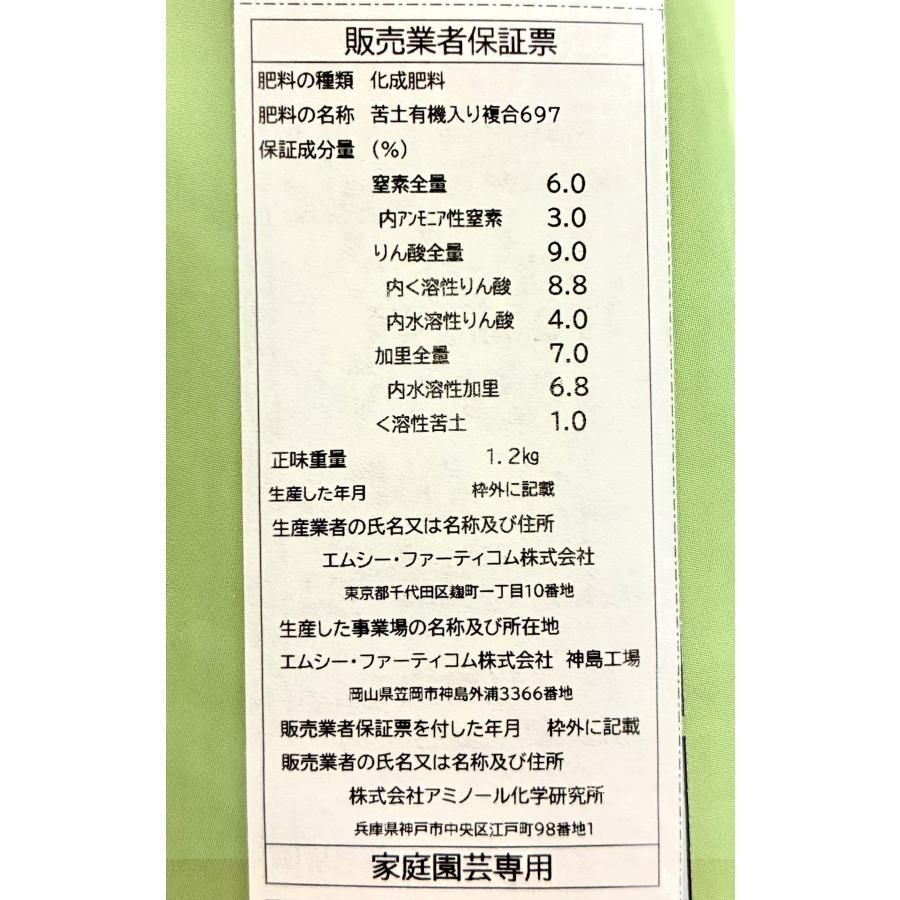 販売業者保証票
肥料の種類 化成肥料
肥料の名称 苦土有機入り複合697
保証成分量 (%)
窒素全量 6.0
内アンモニア性窒素 3.0
りん酸全量 9.0
内く溶性りん酸 8.8
内水溶性りん酸 4.0
加里全量 7.0
内水溶性加里 6.8
く溶性苦土 1.0
正味重量 1.2kg
生産した年月 枠外に記載
生産業者の氏名又は名称及び住所
エムシー・ファーティコム株式会社
東京都千代田区麹町一丁目10番地
生産した事業場の名称及び所在地
エムシー・ファーティコム株式会社 神島工場
岡山県笠岡市神島外浦3366番地
販売業者保証票を付した年月 枠外に記載
販売業者の氏名又は名称及び住所
株式会社アミノール化学研究所
兵庫県神戸市中央区江戸町98番地1
家庭園芸専用